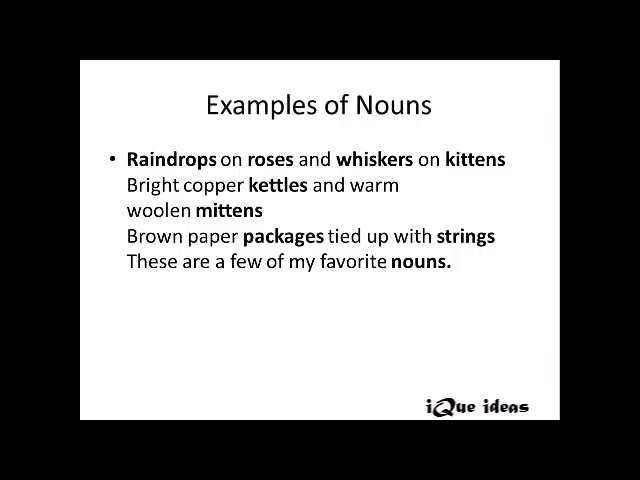 Examples of Nouns
• Raindrops on roses and whiskers on kittens
Bright copper kettles and warm
woolen mittens
Brown paper packages tied up with strings
These are a few of my favorite nouns.
iQue ideas